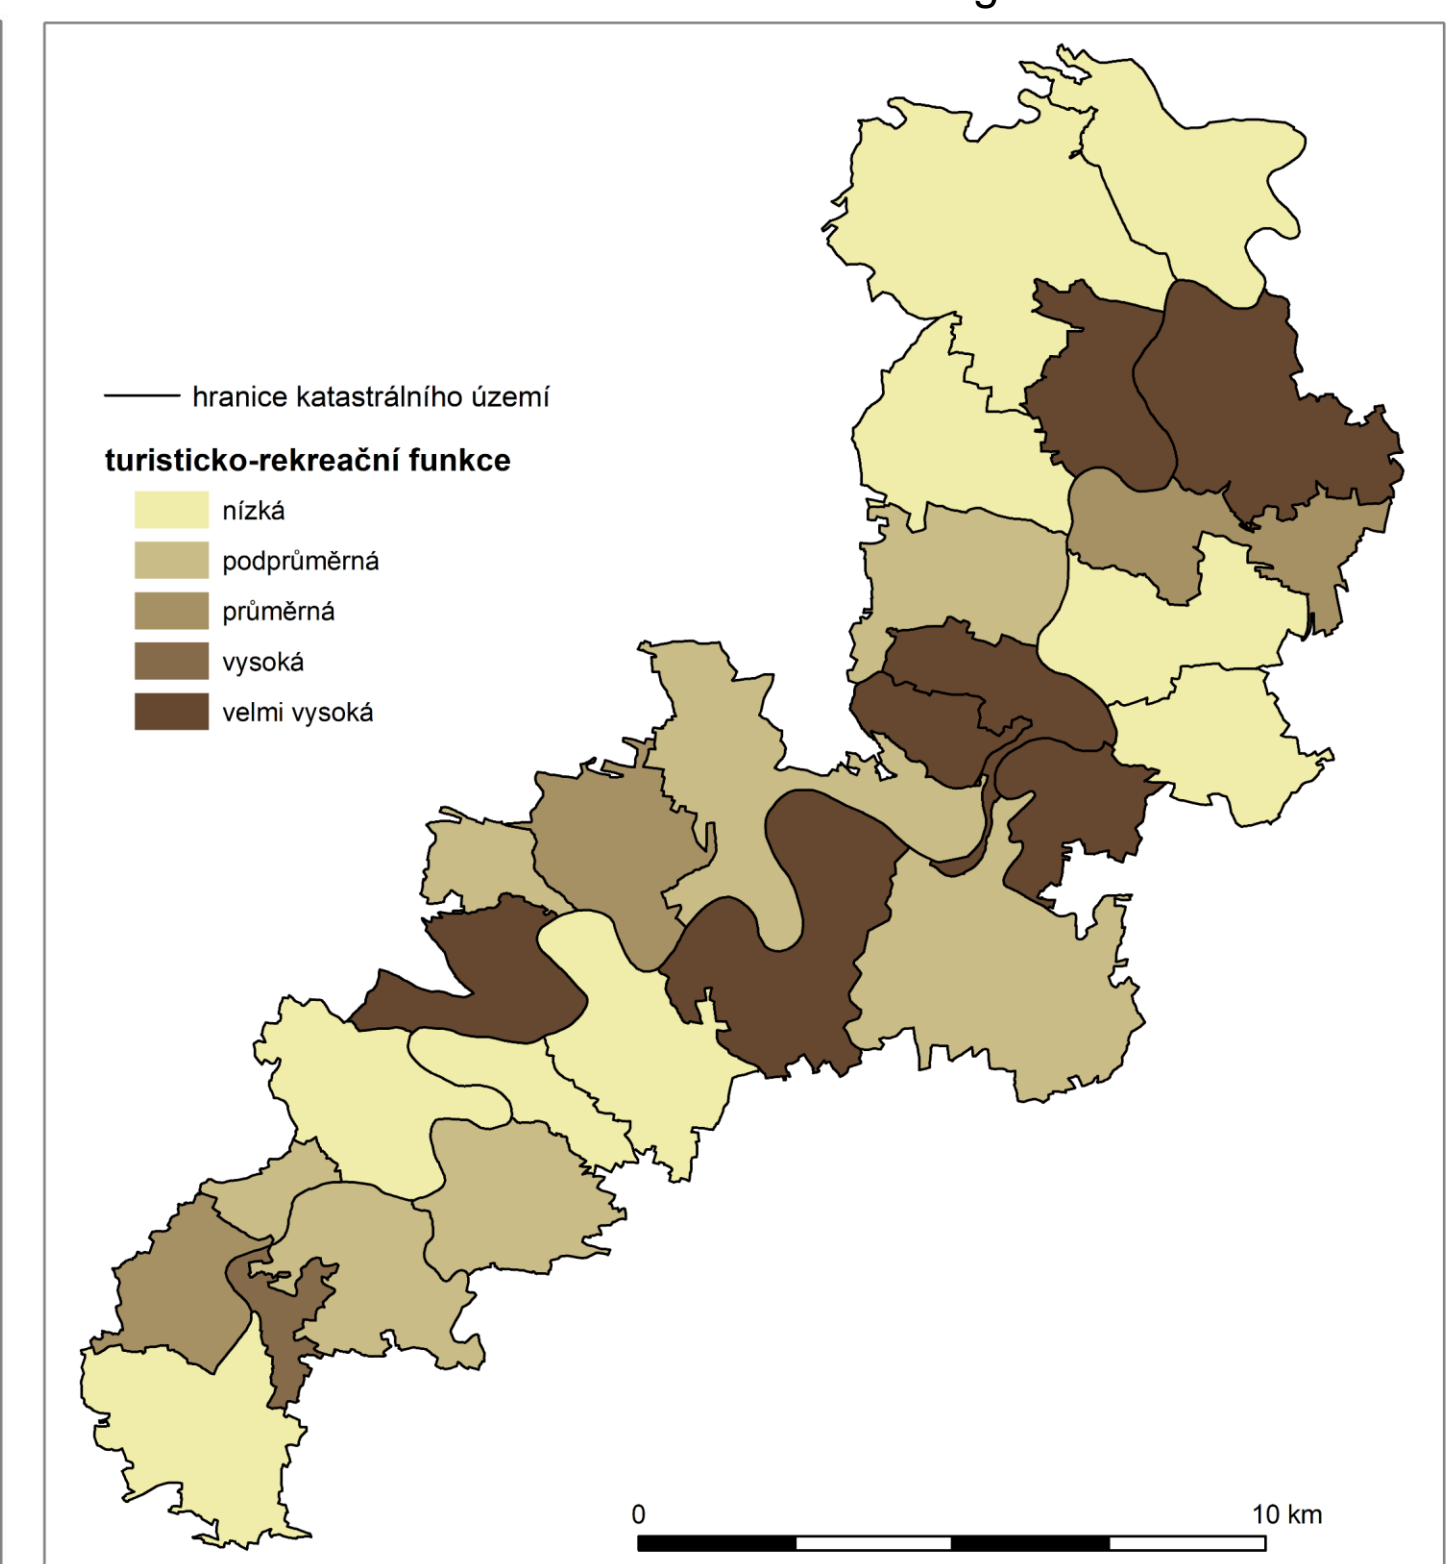 hranice katastrálního území
turisticko-rekreační funkce
nízká
podprůměrná
průměrná
vysoká
velmi vysoká
0 10 km